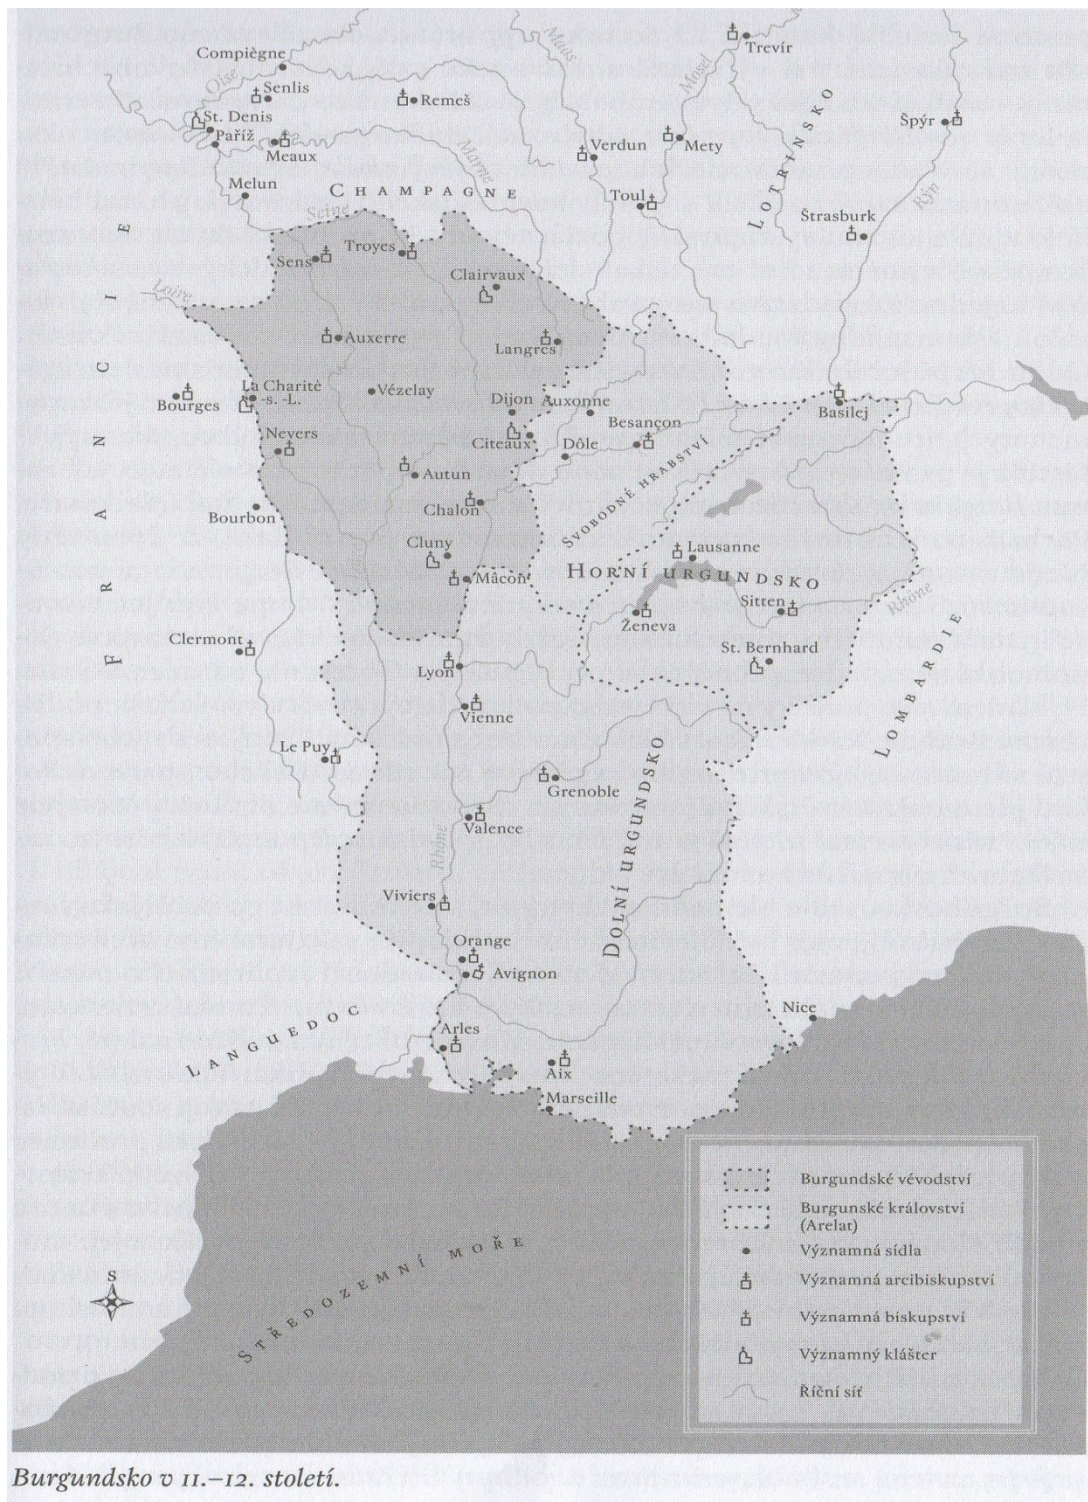 Compiègne
Oise
Senlis
St. Denis
Paříž
Meaux
Melun
Remeš
Maas
Mosel
Trevír
Verdun
Mety
Toul
Marne
Špýr
Štrasburk
Rýn
LOTRINSKO
CHAMPAGNE
Seine
Sens
Troyes
Clairvaux
Loire
Auxerre
Langres
FRANCIE
Bourges
La Charitè
-s. -L.
Vézelay
Dijon
Auxonne
Basilej
Nevers
Citeaux
Dôle
Besançon
SVOBODNÉ HRABSTVÍ
Autun
Chalon
Bourbon
Cluny
Mâcon
Lausanne
HORNÍ URGUNDSKO
Sitten
Rhône
Ženeva
Clermont
Lyon
St. Bernhard
LOMBARDIE
Vienne
Le Puy
Grenoble
DOLNÍ URGUNDSKO
Valence
Rhône
Viviers
Orange
Avignon
Nice
LANGUEDOC
Arles
Aix
Marseille
STŘEDOZEMNÍ MOŘE
S
Burgundské vévodství
Burgunské království
(Arelat)
Významná sídla
Významná arcibiskupství
Významná biskupství
Významný klášter
Říční síť
Burgundsko v 11.–12. století.